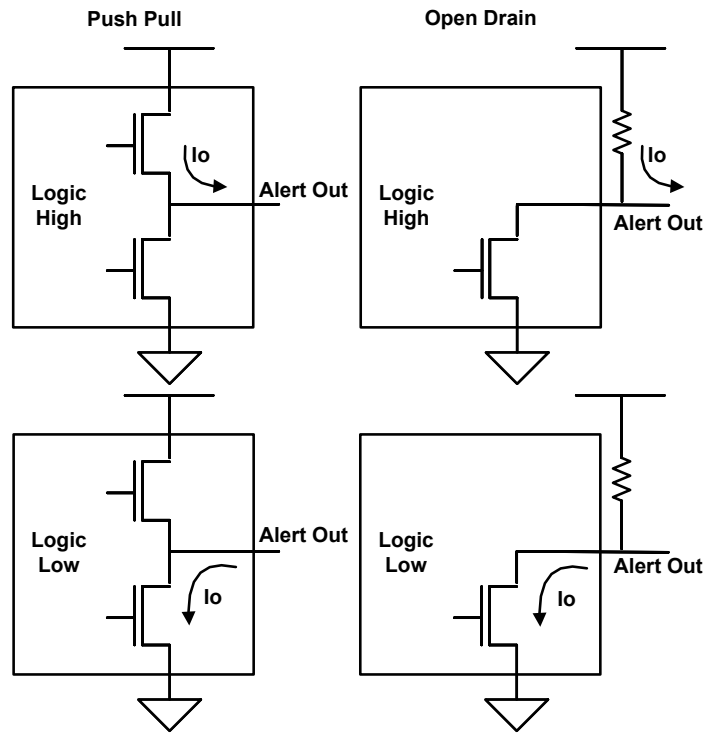 Push Pull
Open Drain
Io
Io
Logic
High
Alert Out
Logic
High
Alert Out
Logic
Low
Alert Out
Io
Logic
Low
Alert Out
Io